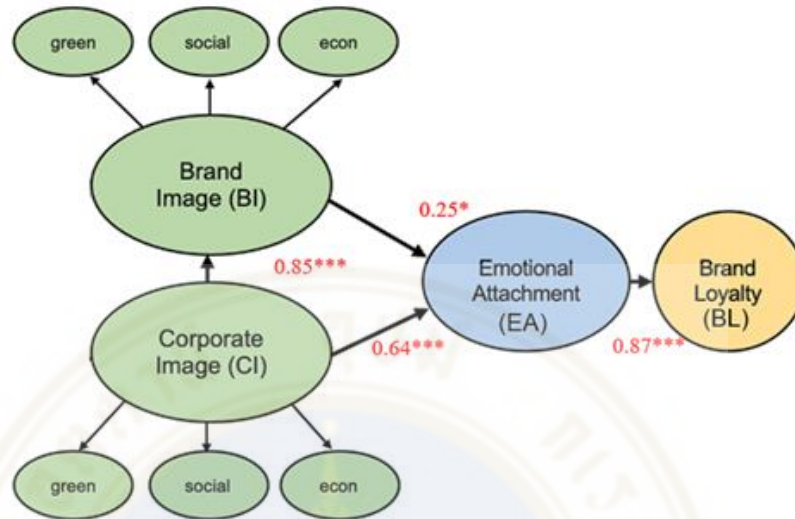 green
social
econ
Brand
Image (BI)
0.25*
0.85***
Emotional
Attachment
(EA)
Brand
Loyalty
(BL)
Corporate
Image (CI)
0.64***
0.87***
green
social
econ